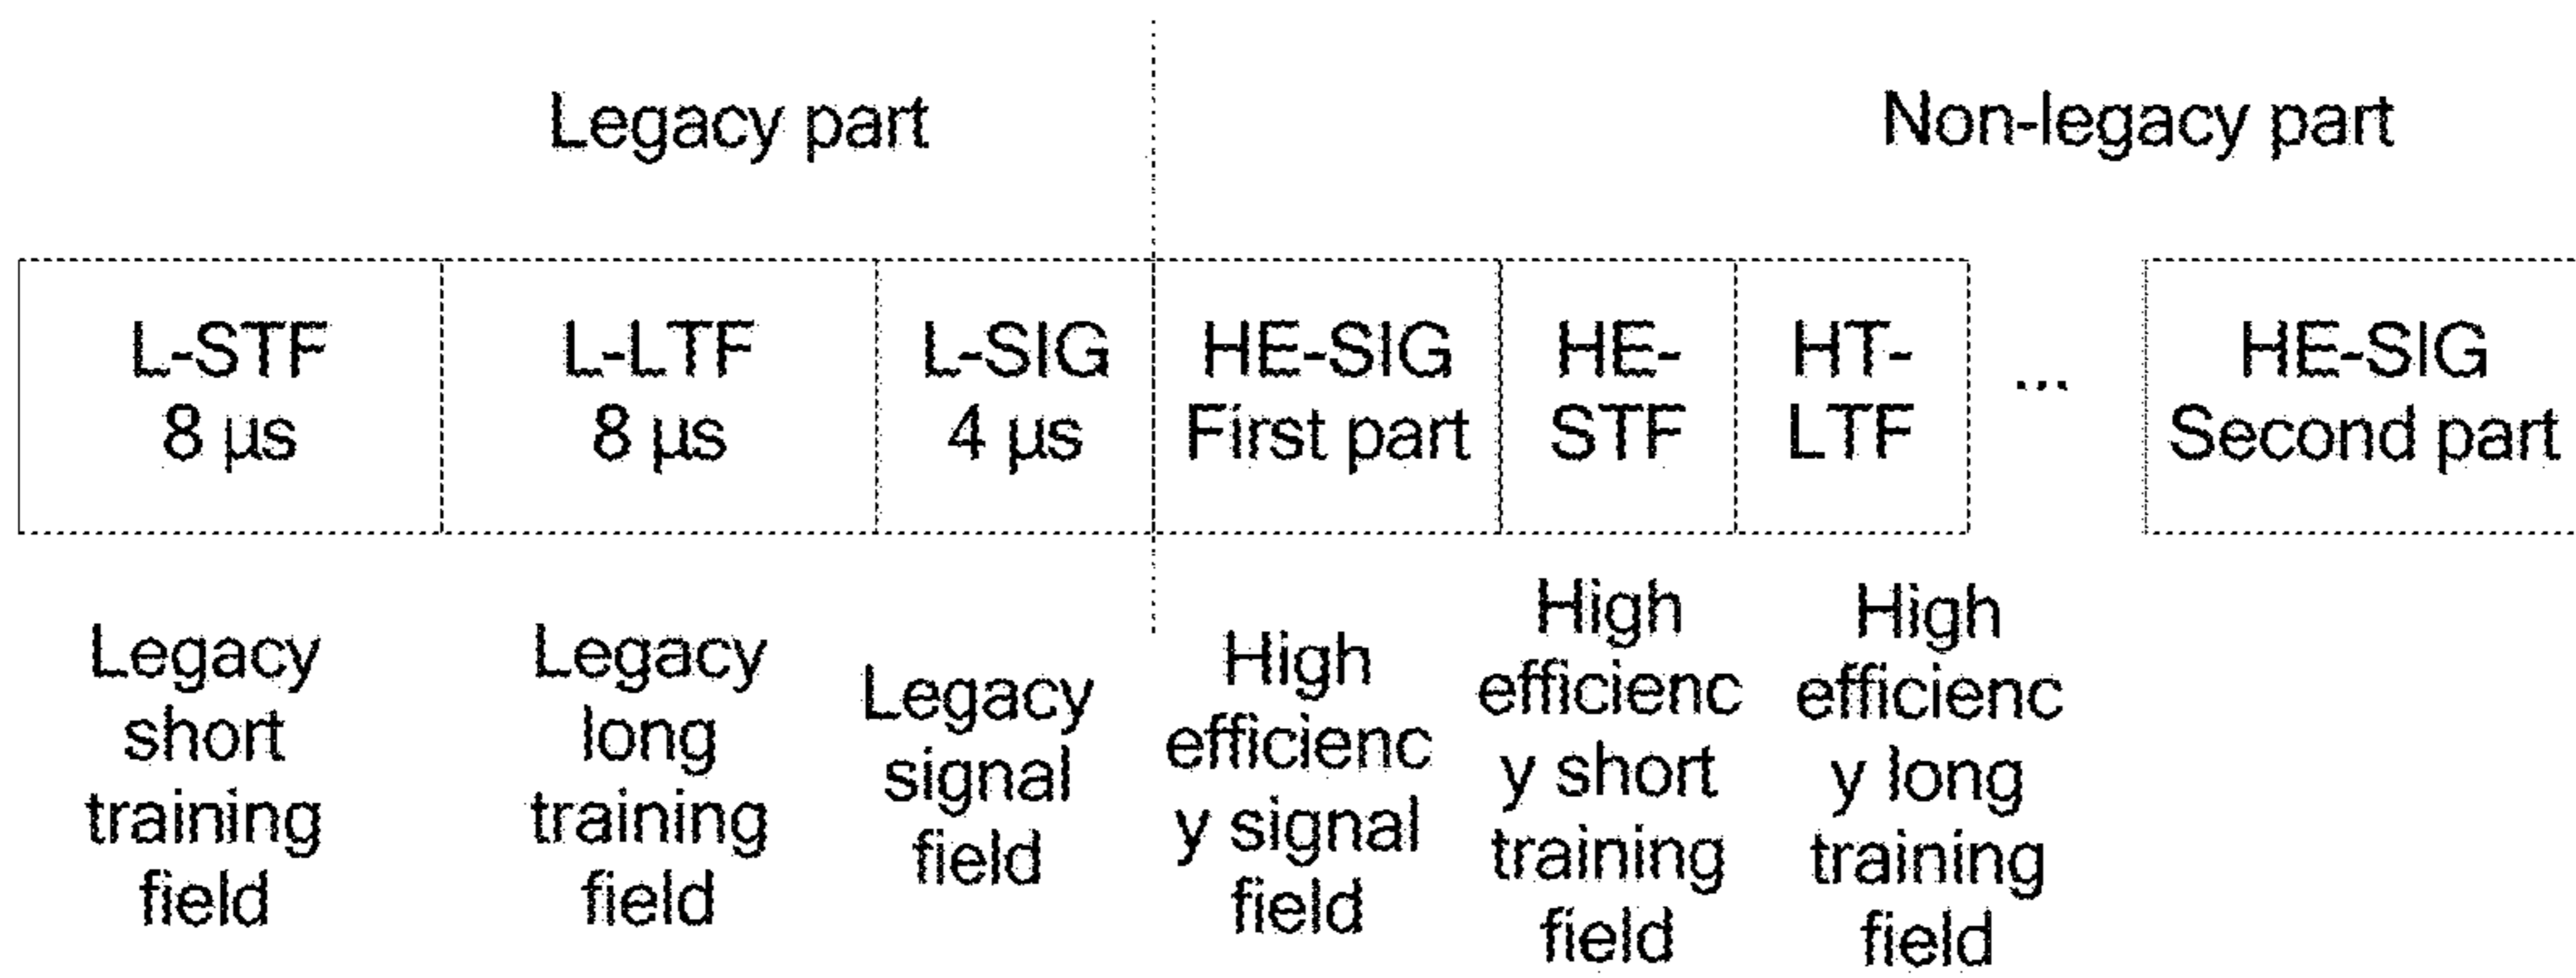 Legacy part
Non-legacy part
L-STF
8 µs
L-LTF
8 µs
L-SIG
4 µs
HE-SIG
First part
HE-
STF
HT-
LTF
...
HE-SIG
Second part
Legacy
short
training
field
Legacy
long
training
field
Legacy
signal
field
High
efficienc
y signal
field
High
efficienc
y short
training
field
High
efficienc
y long
training
field